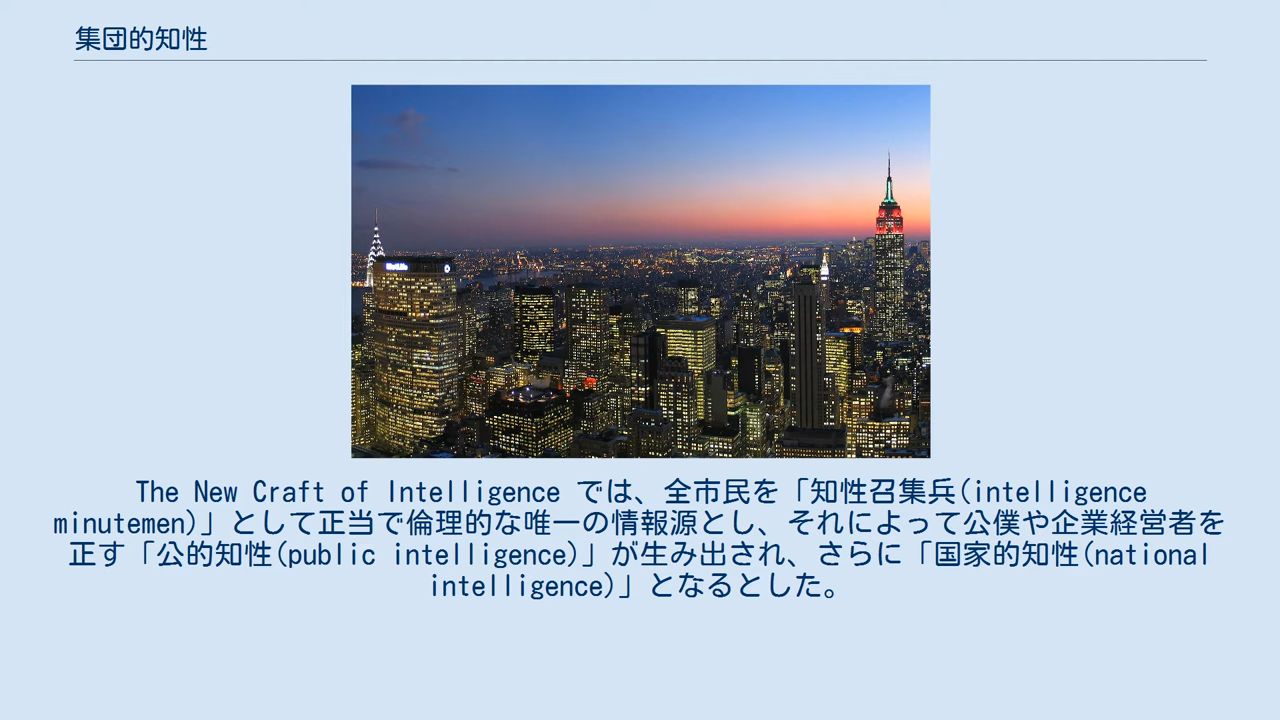 集団的知性
MetLife
The New Craft of Intelligence では、全市民を「知性召集兵(intelligence
minutemen)」として正当で倫理的な唯一の情報源とし、それによって公僕や企業経営者を
正す「公的知性(public intelligence)」が生み出され、さらに「国家的知性(national
intelligence)」となるとした。